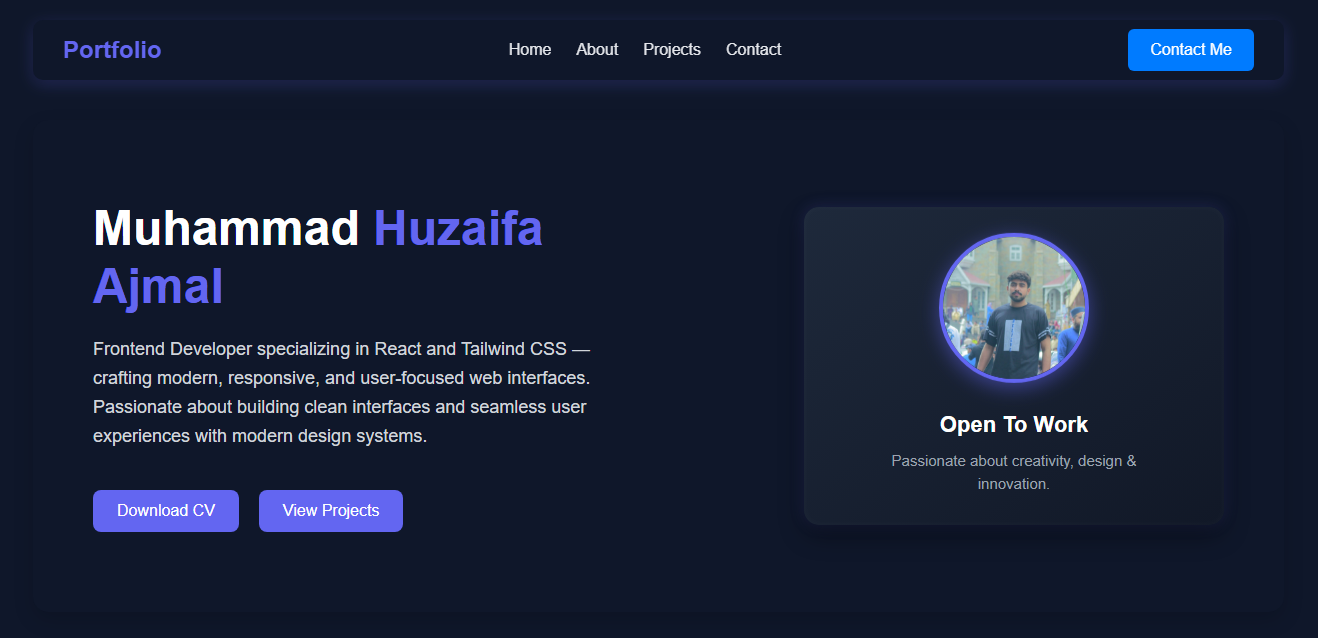 Portfolio
Home About Projects Contact
Contact Me
Muhammad Huzaifa
Ajmal
Frontend Developer specializing in React and Tailwind CSS —
crafting modern, responsive, and user-focused web interfaces.
Passionate about building clean interfaces and seamless user
experiences with modern design systems.
Download CV
View Projects
Open To Work
Passionate about creativity, design &
innovation.